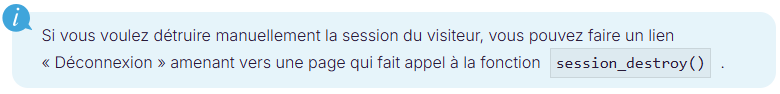 i
Si vous voulez détruire manuellement la session du visiteur, vous pouvez faire un lien
« Déconnexion » amenant vers une page qui fait appel à la fonction session_destroy() .